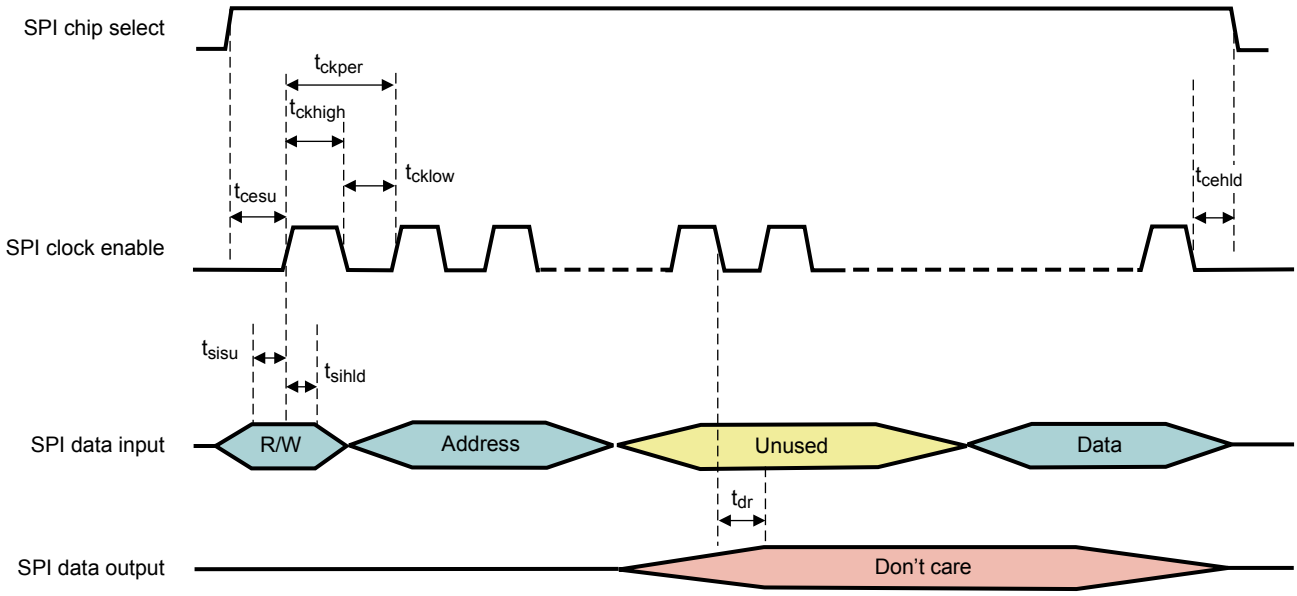 SPI chip select
tckper
tckhigh
tcklow
tcesu
tcehld
SPI clock enable
tsisu
tsihld
SPI data input
R/W
Address
Unused
Data
tdr
SPI data output
Don't care